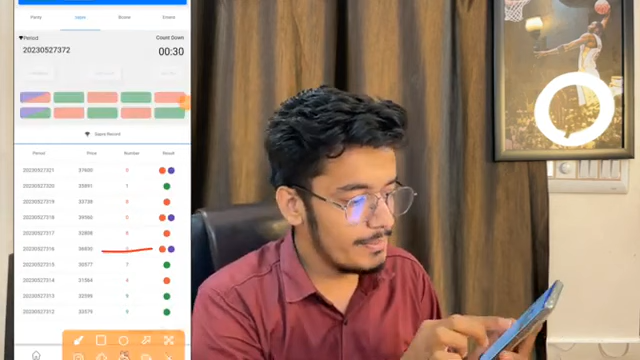 Parity Sapre Bcone Emerd
Period Count Down
20230527372 00:30
Sapre Record
Period Price Number Result
20230527321 37600 0
20230527320 35891 1
20230527319 33738 8
20230527318 39560 0
20230527317 32808 8
20230527316 36650
20230527315 30577 7
20230527314 31564 4
20230527313 32599 9
20230527312 33579 9